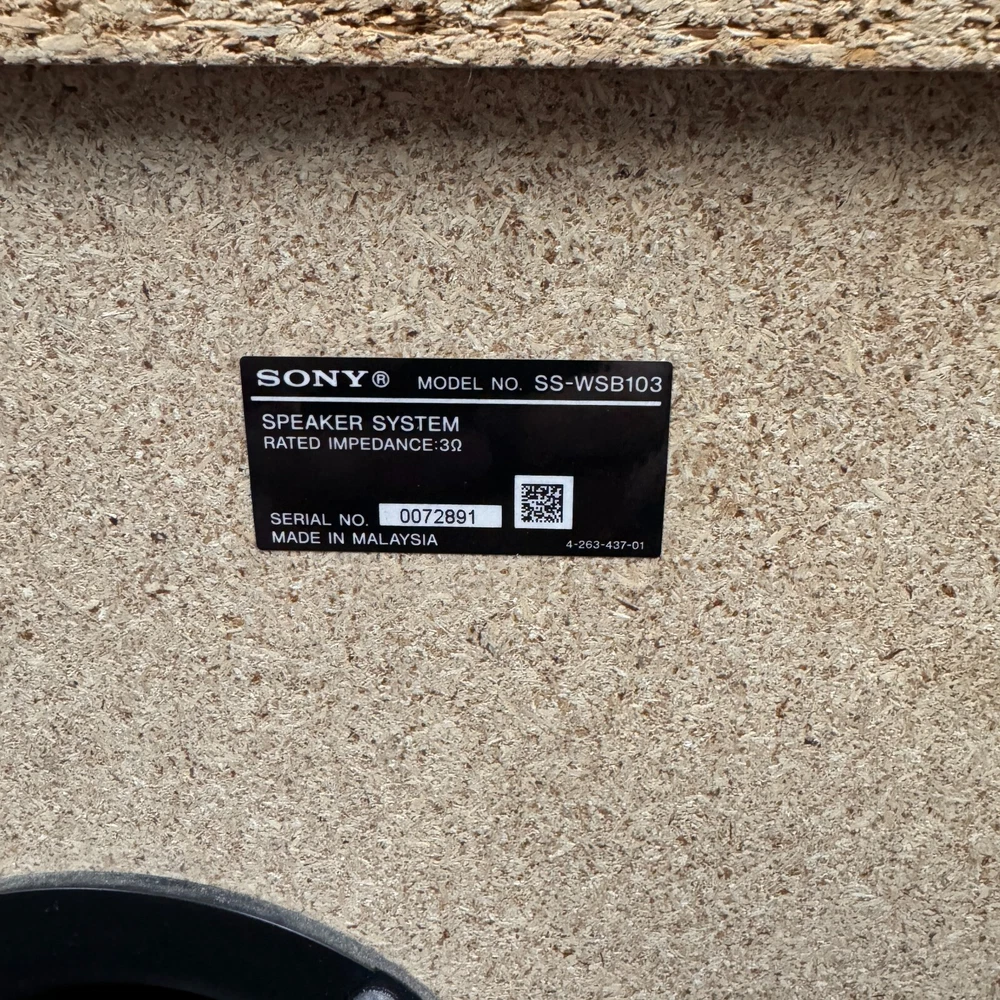 SONY® MODEL NO. SS-WSB103
SPEAKER SYSTEM
RATED IMPEDANCE:3Ω
SERIAL NO. 0072891
MADE IN MALAYSIA
4-263-437-01